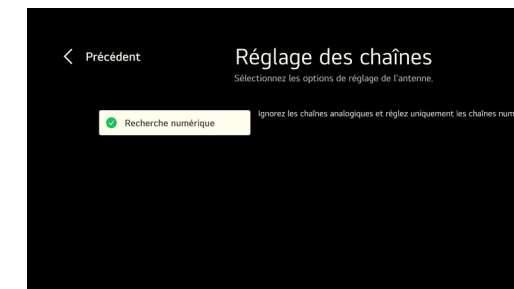 Précédent
Réglage des chaînes
Sélectionnez les options de réglage de l'antenne.
Recherche numérique
Ignorez les chaînes analogiques et réglez uniquement les chaînes